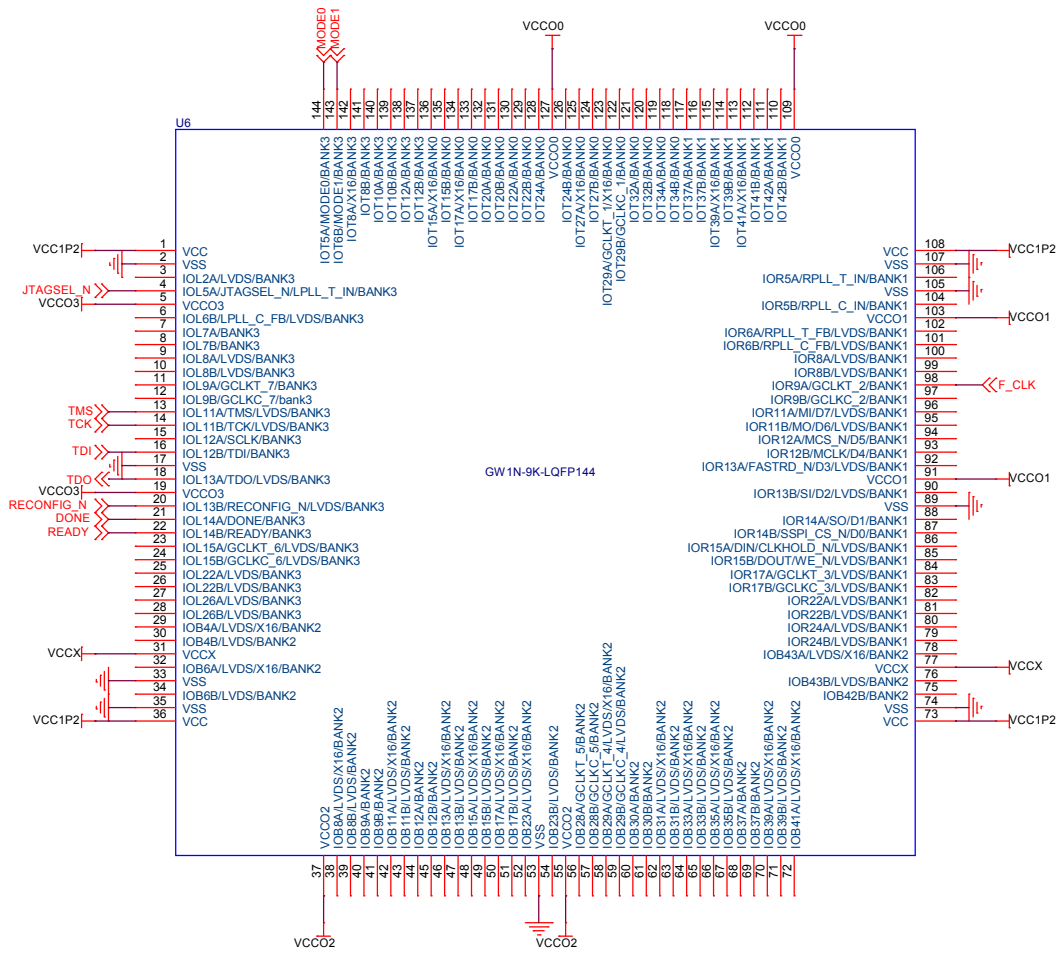 MODE0
MODE1
VCCO0
VCCO0
144
143
142
141
140
139
138
137
136
135
134
133
132
131
130
129
128
127
126
125
124
123
122
121
120
119
118
117
116
115
114
113
112
111
110
109
U6
IOT5A/MODE0/BANK3
IOT6B/MODE1/BANK3
IOT8A/X16/BANK3
IOT8B/BANK3
IOT10A/BANK3
IOT10B/BANK3
IOT12A/BANK3
IOT12B/BANK3
IOT15A/X16/BANK0
IOT15B/BANK0
IOT17A/X16/BANK0
IOT17B/BANK0
IOT20A/BANK0
IOT20B/BANK0
IOT22A/BANK0
IOT22B/BANK0
IOT24A/BANK0
VCCO0
IOT24B/BANK0
IOT27A/X16/BANK0
IOT27B/BANK0
IOT29A/GCLKT_1/X16/BANK0
IOT29B/GCLKC_1/BANK0
IOT32A/BANK0
IOT32B/BANK0
IOT34A/BANK0
IOT34B/BANK0
IOT37A/BANK1
IOT37B/BANK1
IOT39A/X16/BANK1
IOT39B/BANK1
IOT41A/X16/BANK1
IOT41B/BANK1
IOT42A/BANK1
IOT42B/BANK1
VCCO0
VCC1P2 1 VCC
2 VSS
3 IOL2A/LVDS/BANK3
JTAGSEL_N 4 IOL5A/JTAGSEL_N/LPLL_T_IN/BANK3
VCCO3 5 VCCO3
6 IOL6B/LPLL_C_FB/LVDS/BANK3
7 IOL7A/BANK3
8 IOL7B/BANK3
9 IOL8A/LVDS/BANK3
10 IOL8B/LVDS/BANK3
11 IOL9A/GCLKT_7/BANK3
12 IOL9B/GCLKC_7/bank3
TMS 13 IOL11A/TMS/LVDS/BANK3
TCK 14 IOL11B/TCK/LVDS/BANK3
15 IOL12A/SCLK/BANK3
TDI 16 IOL12B/TDI/BANK3
17 VSS
TDO 18 IOL13A/TDO/LVDS/BANK3
VCCO3 19 VCCO3
RECONFIG_N 20 IOL13B/RECONFIG_N/LVDS/BANK3
DONE 21 IOL14A/DONE/BANK3
READY 22 IOL14B/READY/BANK3
23 IOL15A/GCLKT_6/LVDS/BANK3
24 IOL15B/GCLKC_6/LVDS/BANK3
25 IOL22A/LVDS/BANK3
26 IOL22B/LVDS/BANK3
27 IOL26A/LVDS/BANK3
28 IOL26B/LVDS/BANK3
29 IOB4A/LVDS/X16/BANK2
30 IOB4B/LVDS/BANK2
VCCX 31 VCCX
32 IOB6A/LVDS/X16/BANK2
33 VSS
34 IOB6B/LVDS/BANK2
35 VSS
VCC1P2 36 VCC
GW1N-9K-LQFP144
VCC 108 VCC1P2
VSS 107
IOR5A/RPLL_T_IN/BANK1 106
VSS 105
IOR5B/RPLL_C_IN/BANK1 104
VCCO1 103 VCCO1
IOR6A/RPLL_T_FB/LVDS/BANK1 102
IOR6B/RPLL_C_FB/LVDS/BANK1 101
IOR8A/LVDS/BANK1 100
IOR8B/LVDS/BANK1 99
IOR9A/GCLKT_2/BANK1 98 F_CLK
IOR9B/GCLKC_2/BANK1 97
IOR11A/MI/D7/LVDS/BANK1 96
IOR11B/MO/D6/LVDS/BANK1 95
IOR12A/MCS_N/D5/BANK1 94
IOR12B/MCLK/D4/BANK1 93
IOR13A/FASTRD_N/D3/LVDS/BANK1 92
VCCO1 91 VCCO1
IOR13B/SI/D2/LVDS/BANK1 90
VSS 89
IOR14A/SO/D1/BANK1 88
IOR14B/SSPI_CS_N/D0/BANK1 87
IOR15A/DIN/CLKHOLD_N/LVDS/BANK1 86
IOR15B/DOUT/WE_N/LVDS/BANK1 85
IOR17A/GCLKT_3/LVDS/BANK1 84
IOR17B/GCLKC_3/LVDS/BANK1 83
IOR22A/LVDS/BANK1 82
IOR22B/LVDS/BANK1 81
IOR24A/LVDS/BANK1 80
IOR24B/LVDS/BANK1 79
IOB43A/LVDS/X16/BANK2 78
VCCX 77 VCCX
IOB43B/LVDS/BANK2 76
IOB42B/BANK2 75
VSS 74
VCC 73 VCC1P2
VCCO2
IOB8A/LVDS/X16/BANK2
IOB8B/LVDS/BANK2
IOB9A/BANK2
IOB9B/BANK2
IOB11A/LVDS/X16/BANK2
IOB11B/LVDS/BANK2
IOB12A/BANK2
IOB12B/BANK2
IOB13A/LVDS/X16/BANK2
IOB13B/LVDS/BANK2
IOB15A/LVDS/X16/BANK2
IOB15B/LVDS/BANK2
IOB17A/LVDS/X16/BANK2
IOB17B/LVDS/BANK2
IOB23A/LVDS/X16/BANK2
VSS
IOB23B/LVDS/BANK2
VCCO2
IOB28A/GCLKT_5/BANK2
IOB28B/GCLKC_5/BANK2
IOB29A/GCLKT_4/LVDS/X16/BANK2
IOB29B/GCLKC_4/LVDS/BANK2
IOB30A/BANK2
IOB30B/BANK2
IOB31A/LVDS/X16/BANK2
IOB31B/LVDS/BANK2
IOB33A/LVDS/X16/BANK2
IOB33B/LVDS/BANK2
IOB35A/LVDS/X16/BANK2
IOB35B/LVDS/BANK2
IOB37A/BANK2
IOB37B/BANK2
IOB39A/LVDS/X16/BANK2
IOB39B/LVDS/BANK2
IOB41A/LVDS/X16/BANK2
37
38
39
40
41
42
43
44
45
46
47
48
49
50
51
52
53
54
55
56
57
58
59
60
61
62
63
64
65
66
67
68
69
70
71
72
VCCO2
VCCO2